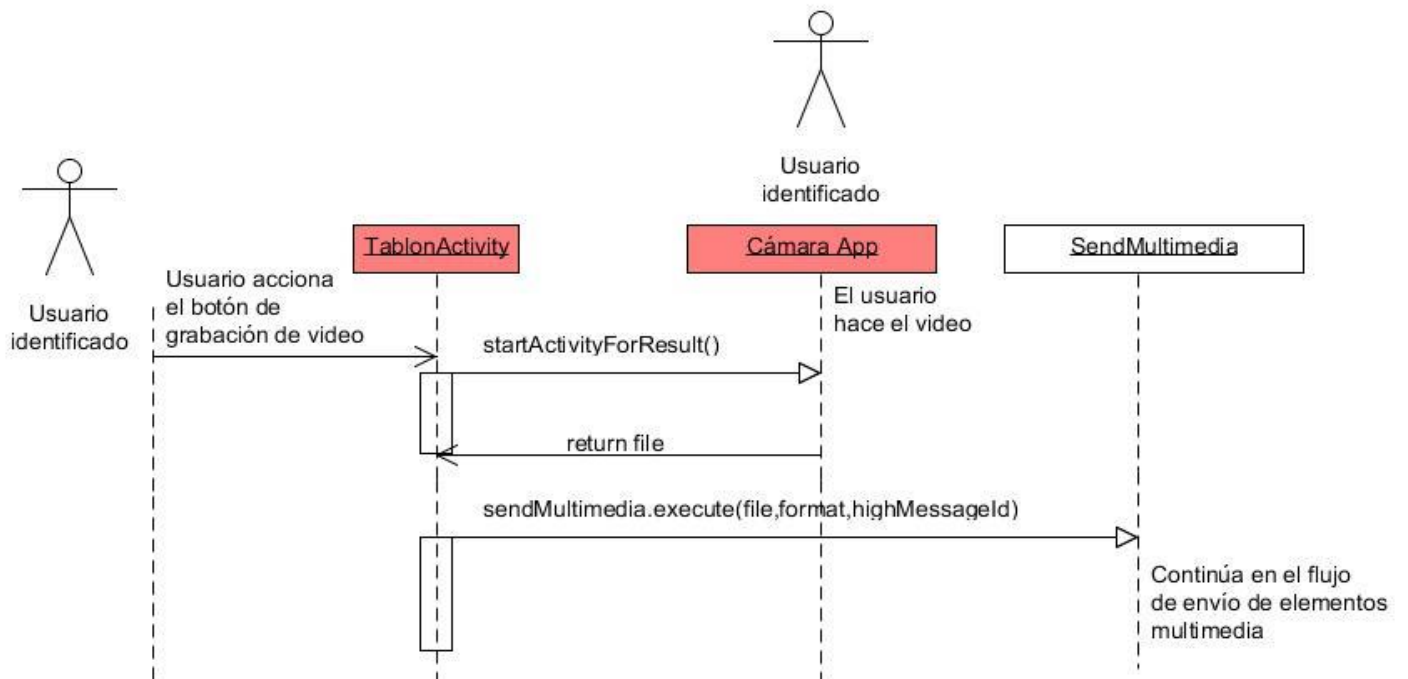 Usuario
identificado
Usuario
identificado
TablonActivity
Cámara App
SendMultimedia
Usuario acciona
el botón de
grabación de video
El usuario
hace el video
startActivityForResult()
return file
sendMultimedia.execute(file,format,highMessageId)
Continúa en el flujo
de envío de elementos
multimedia